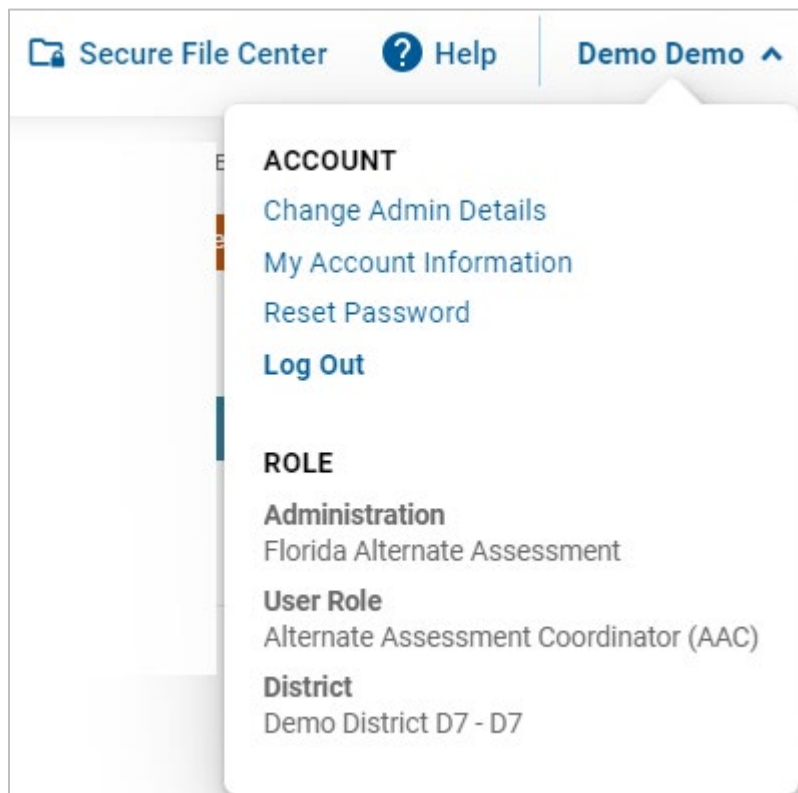 Secure File Center Help Demo Demo
ACCOUNT
Change Admin Details
My Account Information
Reset Password
Log Out
ROLE
Administration
Florida Alternate Assessment
User Role
Alternate Assessment Coordinator (AAC)
District
Demo District D7 - D7